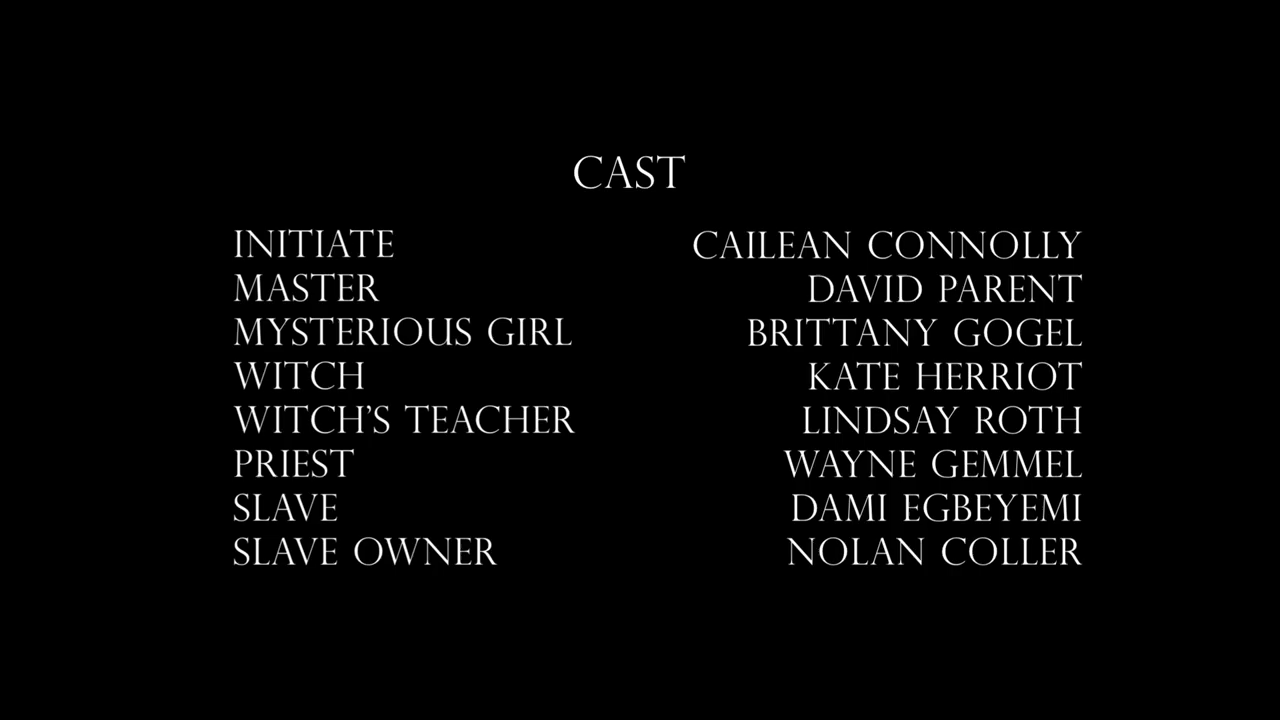 CAST
INITIATE CAILEAN CONNOLLY
MASTER DAVID PARENT
MYSTERIOUS GIRL BRITTANY GOGEL
WITCH KATE HERRIOT
WITCH'S TEACHER LINDSAY ROTH
PRIEST WAYNE GEMMEL
SLAVE DAMI EGBEYEMI
SLAVE OWNER NOLAN COLLER